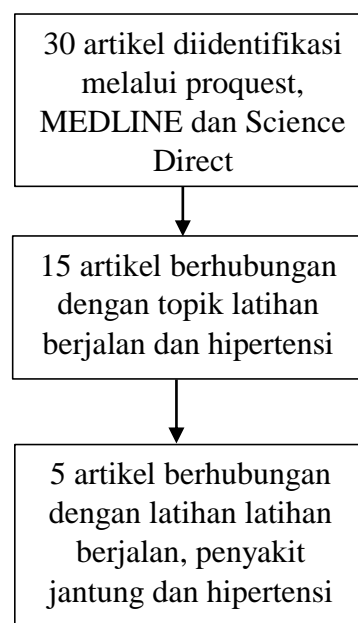 30 artikel diidentifikasi
melalui proquest,
MEDLINE dan Science
Direct
15 artikel berhubungan
dengan topik latihan
berjalan dan hipertensi
5 artikel berhubungan
dengan latihan latihan
berjalan, penyakit
jantung dan hipertensi